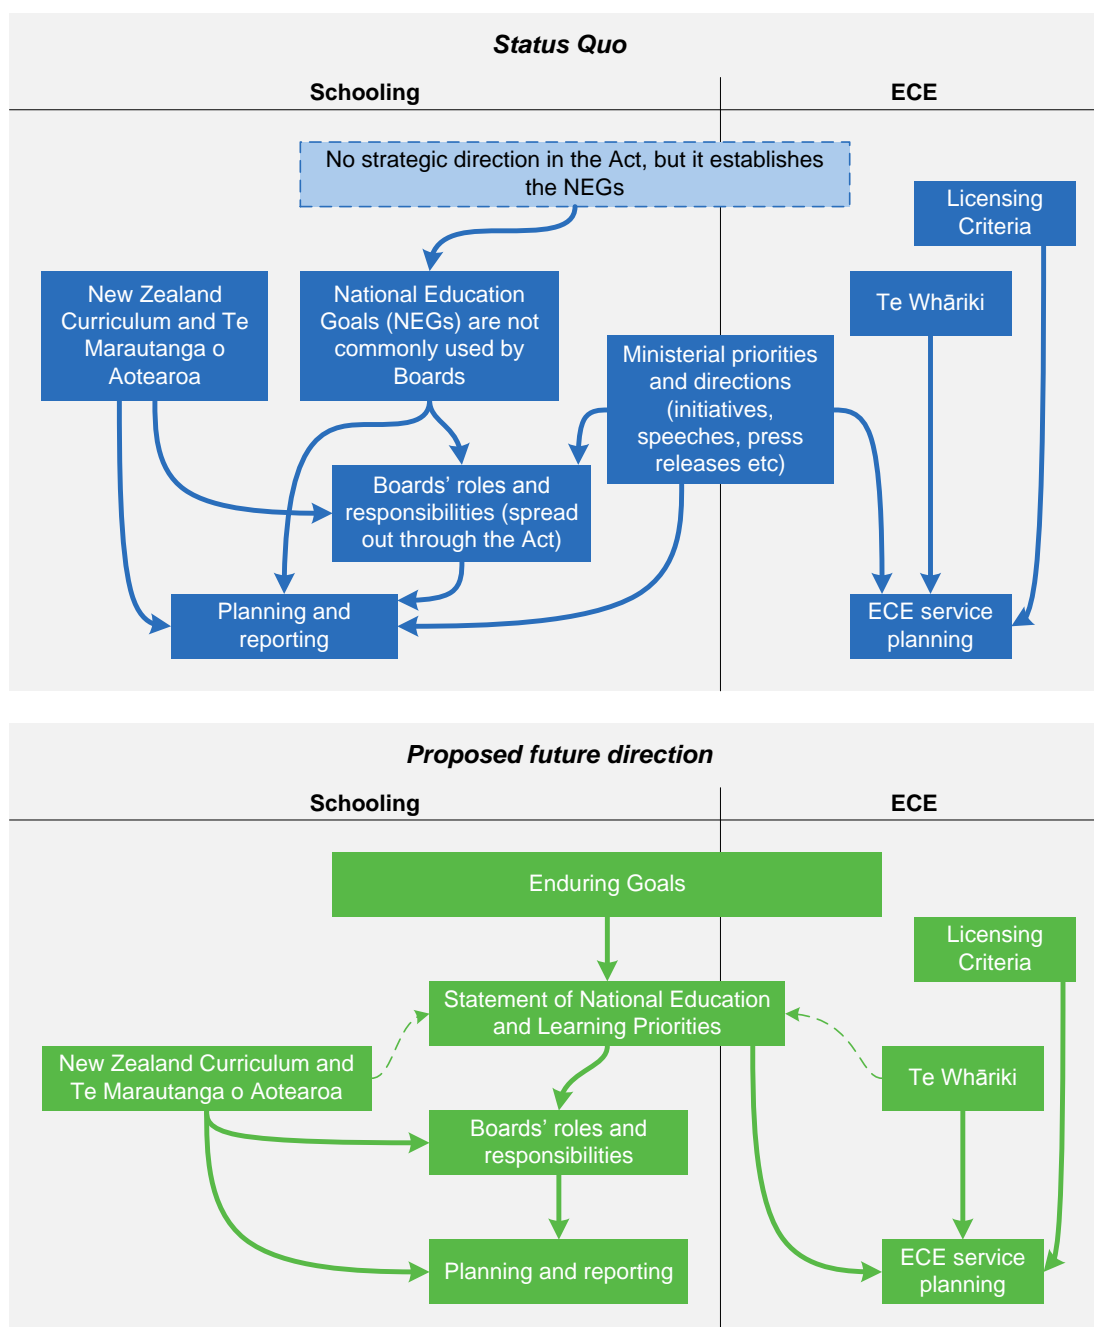 Status Quo
Schooling
ECE
No strategic direction in the Act, but it establishes
the NEGs
Licensing
Criteria
New Zealand
Curriculum and Te
Marautanga o
Aotearoa
National Education
Goals (NEGs) are not
commonly used by
Boards
Te Whāriki
Ministerial priorities
and directions
(initiatives,
speeches, press
releases etc)
Boards’ roles and
responsibilities (spread
out through the Act)
Planning and
reporting
ECE service
planning
Proposed future direction
Schooling
ECE
Enduring Goals
Licensing
Criteria
Statement of National Education
and Learning Priorities
New Zealand Curriculum and
Te Marautanga o Aotearoa
Te Whāriki
Boards’ roles and
responsibilities
Planning and reporting
ECE service
planning